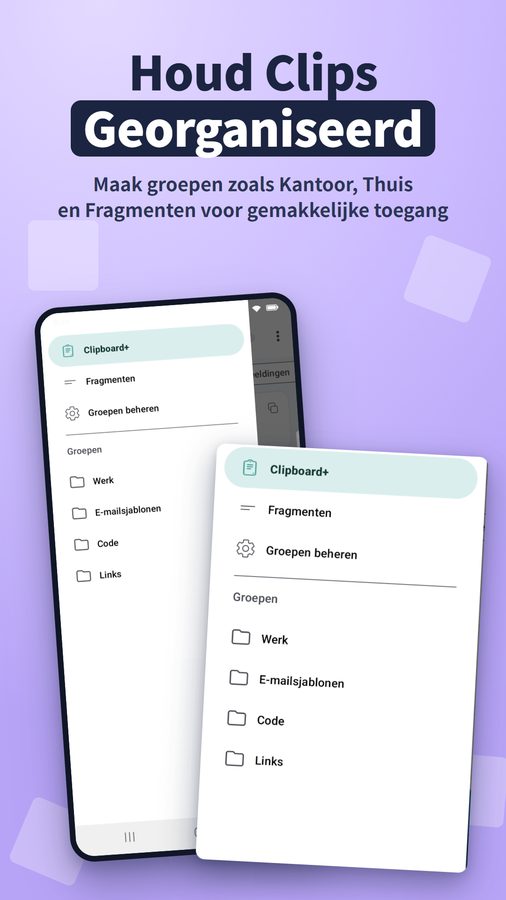 Houd Clips
Georganiseerd
Maak groepen zoals Kantoor, Thuis
en Fragmenten voor gemakkelijke toegang
Clipboard+
Fragmenten
Groepen beheren
Groepen
Werk
E-mailsjablonen
Code
Links
Clipboard+
Fragmenten
Groepen beheren
Groepen
Werk
E-mailsjablonen
Code
Links